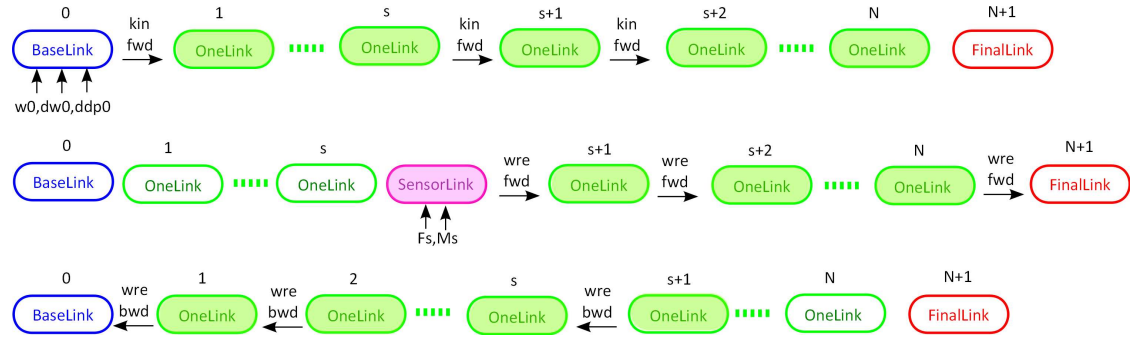 0 1 s s+1 s+2 N N+1
kin kin kin
fwd fwd fwd
BaseLink OneLink OneLink OneLink OneLink OneLink FinalLink
w0,dw0,ddp0
0 1 s s+1 s+2 N N+1
wre wre wre
fwd fwd fwd
BaseLink OneLink OneLink SensorLink OneLink OneLink OneLink FinalLink
Fs,Ms
0 1 2 s s+1 N N+1
wre wre wre
bwd bwd bwd
BaseLink OneLink OneLink OneLink OneLink OneLink FinalLink